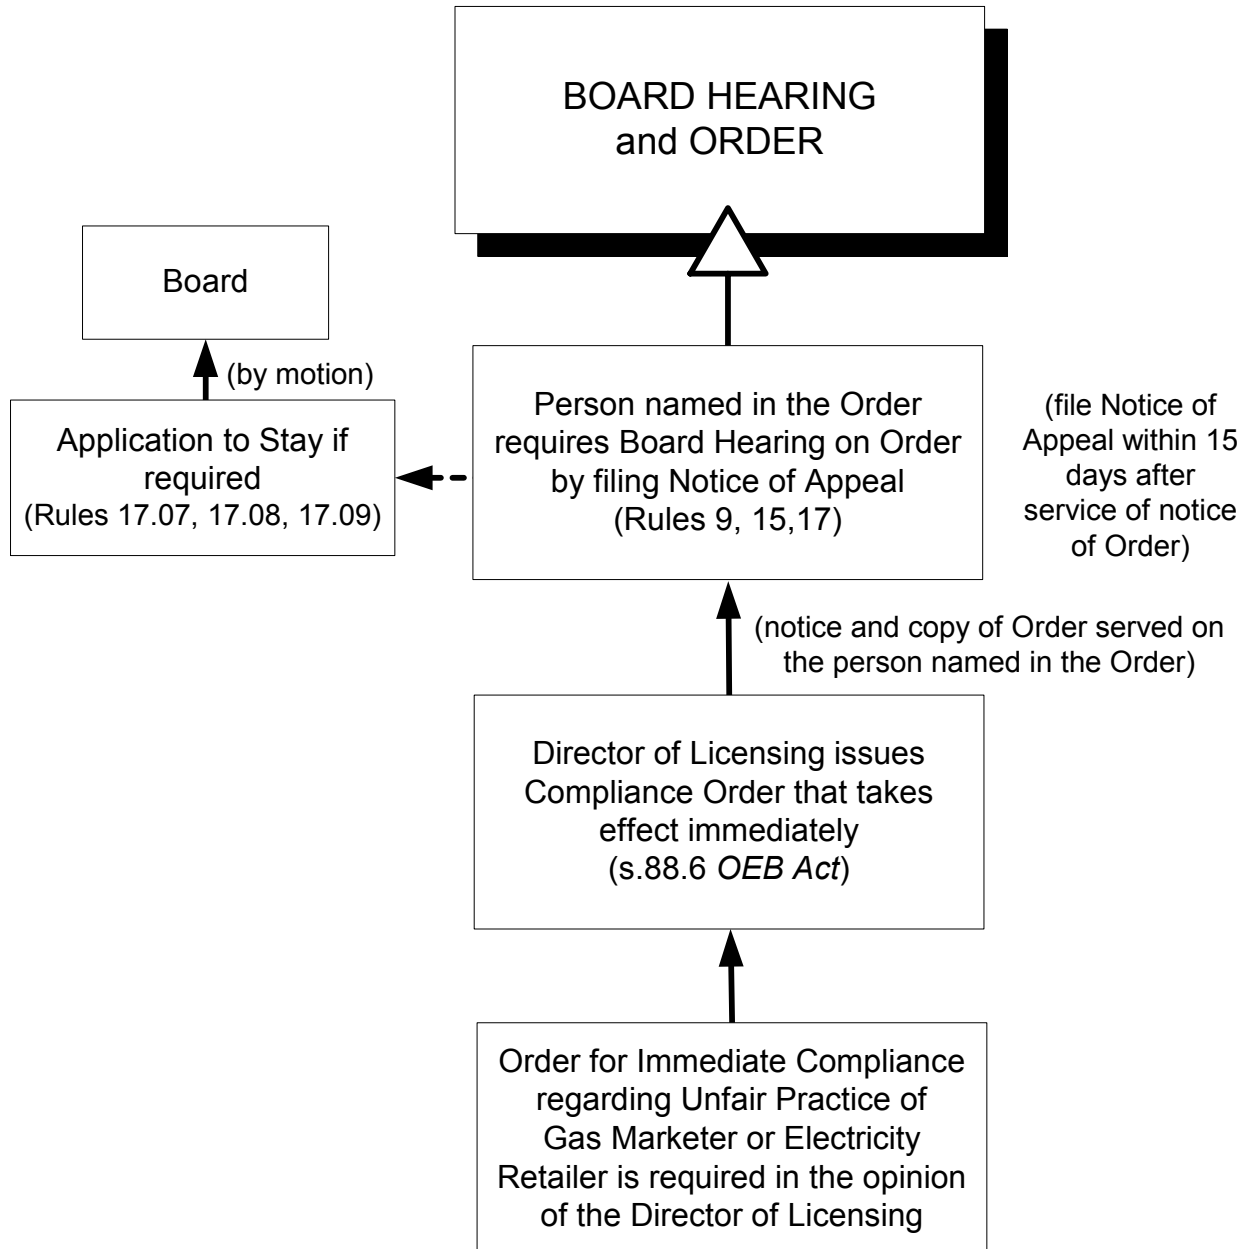 BOARD HEARING
and ORDER
Board
(by motion)
Application to Stay if
required
(Rules 17.07, 17.08, 17.09)
Person named in the Order
requires Board Hearing on Order
by filing Notice of Appeal
(Rules 9, 15,17)
(file Notice of
Appeal within 15
days after
service of notice
of Order)
(notice and copy of Order served on
the person named in the Order)
Director of Licensing issues
Compliance Order that takes
effect immediately
(s.88.6 OEB Act)
Order for Immediate Compliance
regarding Unfair Practice of
Gas Marketer or Electricity
Retailer is required in the opinion
of the Director of Licensing